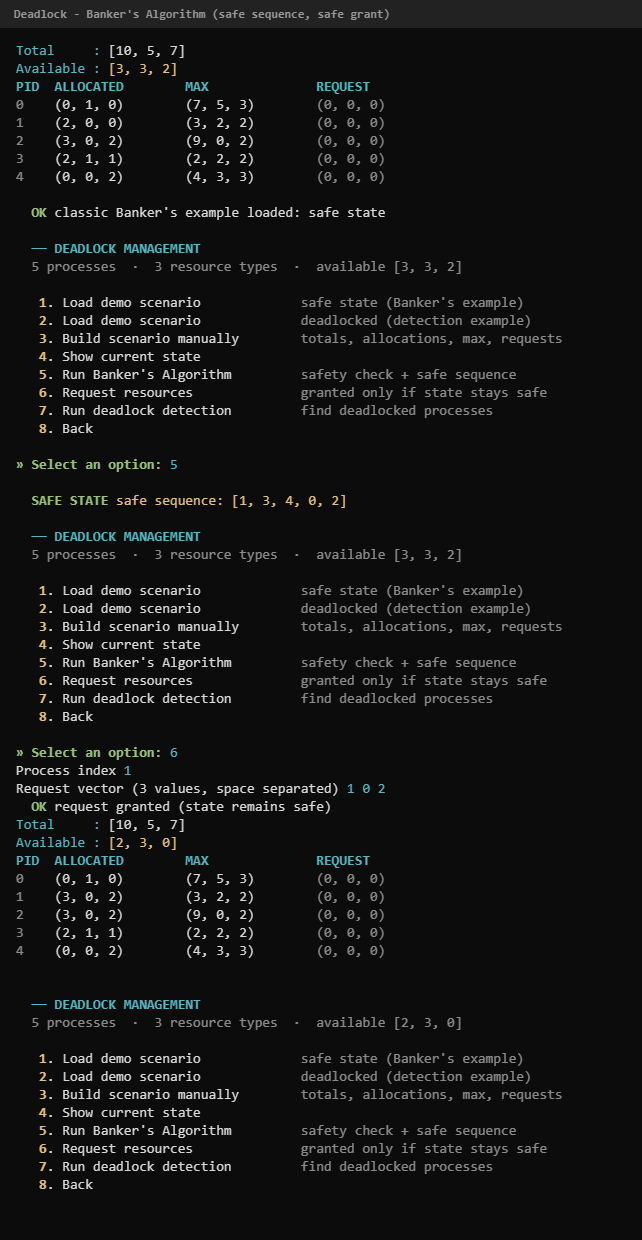 Deadlock - Banker's Algorithm (safe sequence, safe grant)
Total     : [10, 5, 7]
Available : [3, 3, 2]
PID  ALLOCATED        MAX              REQUEST
0    (0, 1, 0)        (7, 5, 3)        (0, 0, 0)
1    (2, 0, 0)        (3, 2, 2)        (0, 0, 0)
2    (3, 0, 2)        (9, 0, 2)        (0, 0, 0)
3    (2, 1, 1)        (2, 2, 2)        (0, 0, 0)
4    (0, 0, 2)        (4, 3, 3)        (0, 0, 0)
OK classic Banker's example loaded: safe state
── DEADLOCK MANAGEMENT
5 processes  ·  3 resource types  ·  available [3, 3, 2]
1. Load demo scenario             safe state (Banker's example)
2. Load demo scenario             deadlocked (detection example)
3. Build scenario manually        totals, allocations, max, requests
4. Show current state
5. Run Banker's Algorithm         safety check + safe sequence
6. Request resources              granted only if state stays safe
7. Run deadlock detection         find deadlocked processes
8. Back
» Select an option: 5
SAFE STATE safe sequence: [1, 3, 4, 0, 2]
── DEADLOCK MANAGEMENT
5 processes  ·  3 resource types  ·  available [3, 3, 2]
1. Load demo scenario             safe state (Banker's example)
2. Load demo scenario             deadlocked (detection example)
3. Build scenario manually        totals, allocations, max, requests
4. Show current state
5. Run Banker's Algorithm         safety check + safe sequence
6. Request resources              granted only if state stays safe
7. Run deadlock detection         find deadlocked processes
8. Back
» Select an option: 6
Process index 1
Request vector (3 values, space separated) 1 0 2
OK request granted (state remains safe)
Total     : [10, 5, 7]
Available : [2, 3, 0]
PID  ALLOCATED        MAX              REQUEST
0    (0, 1, 0)        (7, 5, 3)        (0, 0, 0)
1    (3, 0, 2)        (3, 2, 2)        (0, 0, 0)
2    (3, 0, 2)        (9, 0, 2)        (0, 0, 0)
3    (2, 1, 1)        (2, 2, 2)        (0, 0, 0)
4    (0, 0, 2)        (4, 3, 3)        (0, 0, 0)
── DEADLOCK MANAGEMENT
5 processes  ·  3 resource types  ·  available [2, 3, 0]
1. Load demo scenario             safe state (Banker's example)
2. Load demo scenario             deadlocked (detection example)
3. Build scenario manually        totals, allocations, max, requests
4. Show current state
5. Run Banker's Algorithm         safety check + safe sequence
6. Request resources              granted only if state stays safe
7. Run deadlock detection         find deadlocked processes
8. Back